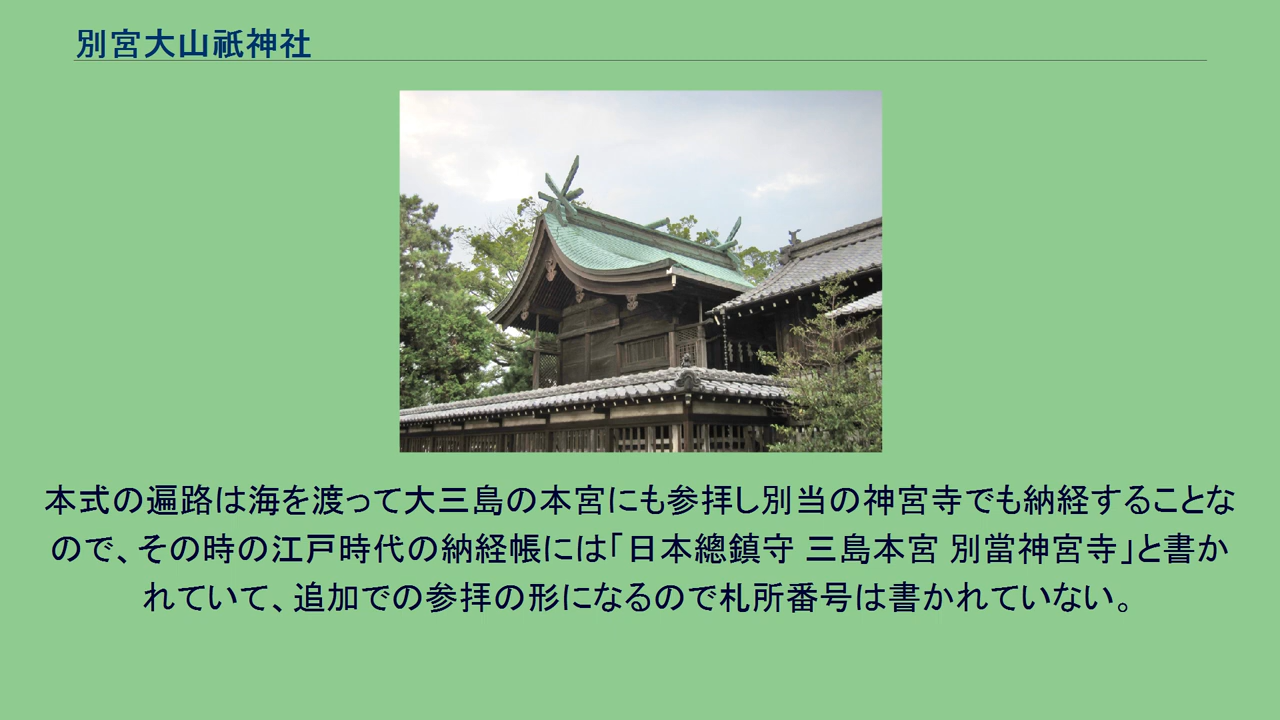 別宮大山祇神社
本式の遍路は海を渡って大三島の本宮にも参拝し別当の神宮寺でも納経することな
ので、その時の江戸時代の納経帳には「日本總鎮守 三島本宮 別當神宮寺」と書か
れていて、追加での参拝の形になるので札所番号は書かれていない。